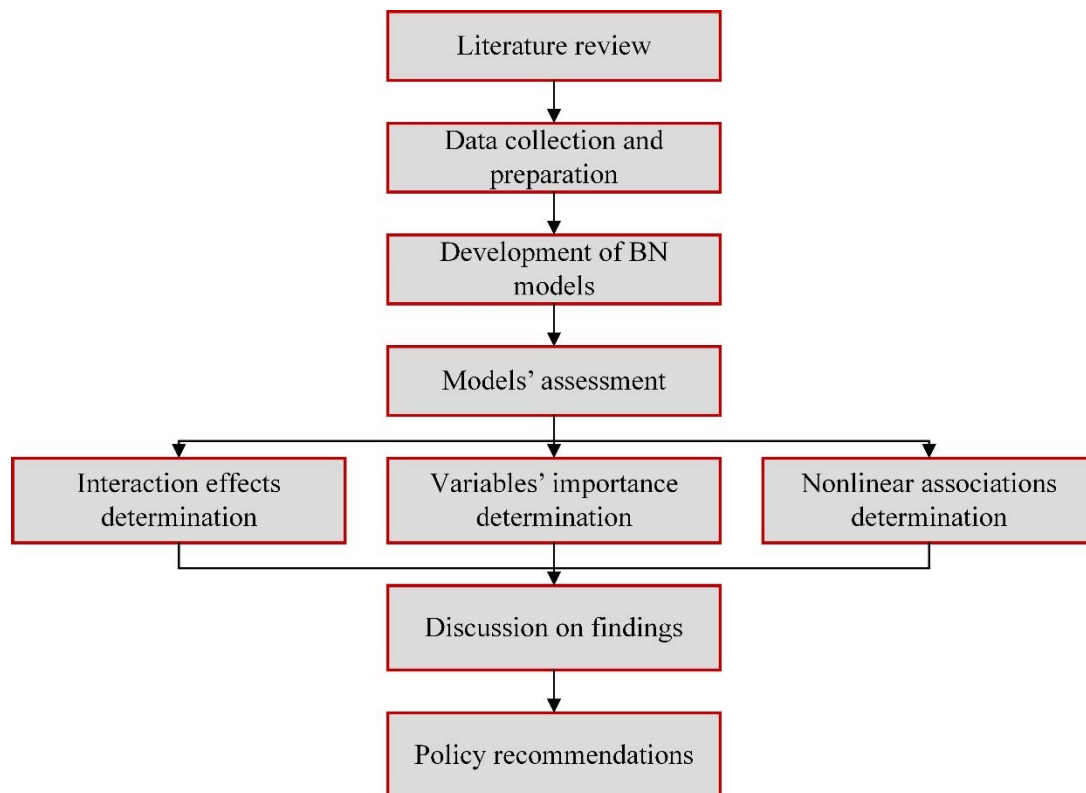 Literature review
Data collection and
preparation
Development of BN
models
Models’ assessment
Interaction effects
determination
Variables’ importance
determination
Nonlinear associations
determination
Discussion on findings
Policy recommendations